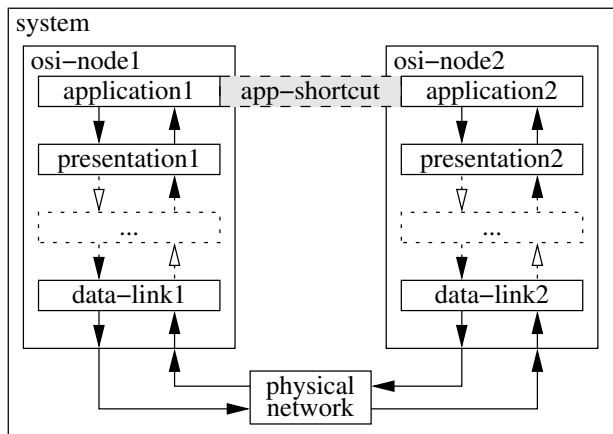 system
osi−node1
osi−node2
application1
app−shortcut
application2
presentation1
presentation2
...
...
data−link1
data−link2
physical
network